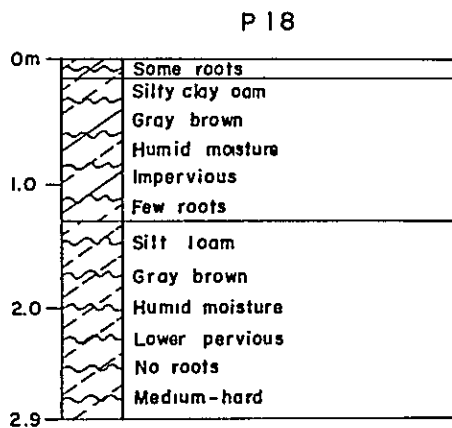 P 18
0m
Some roots
Silty clay oam
Gray brown
Humid moisture
1.0
Impervious
Few roots
Silt loam
Gray brown
2.0
Humid moisture
Lower pervious
No roots
Medium-hard
2.9